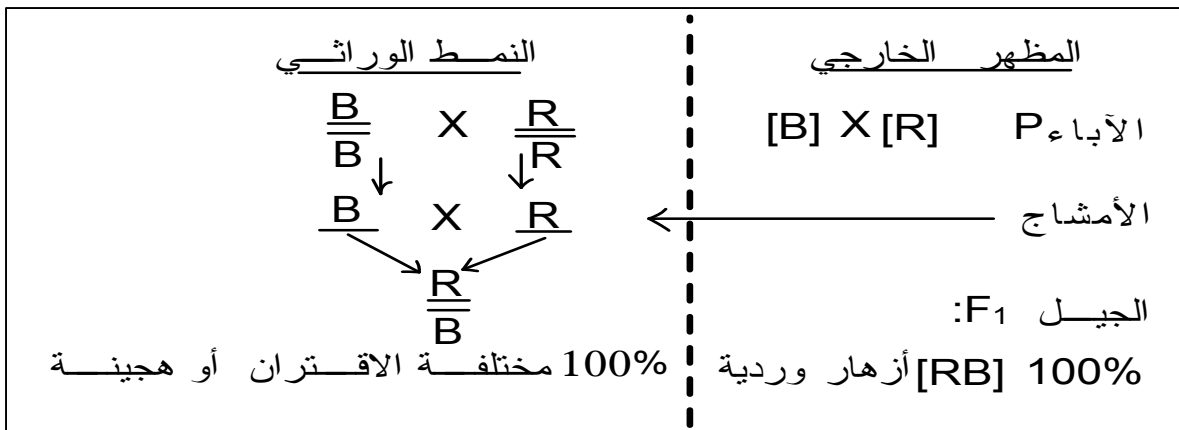 المظهر الخارجي النمط الوراثي
الآباء P [B] X [R] B X R
B R
الأمشاج B X R
R
الجيل F1: B
100% [RB] أزهار وردية 100% مختلفة الاقتران أو هجينة